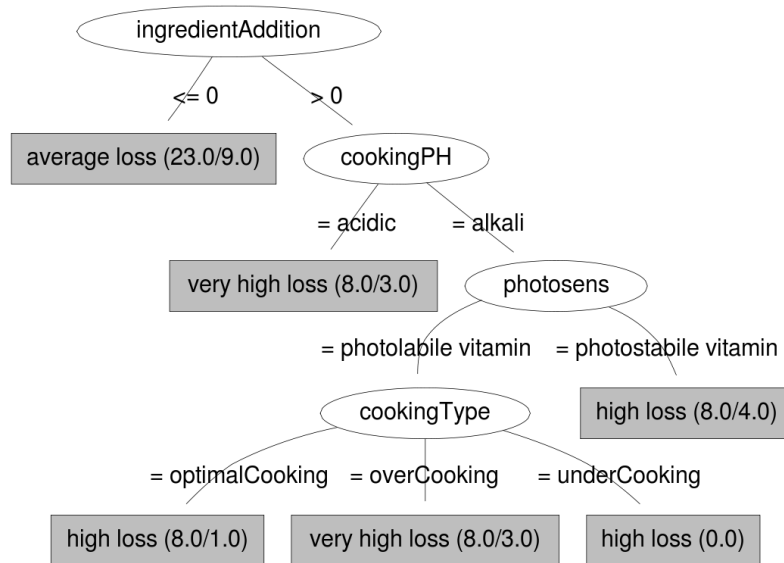 ingredientAddition
<= 0
> 0
average loss (23.0/9.0)
cookingPH
= acidic
= alkali
very high loss (8.0/3.0)
photosens
= photolabile vitamin
= photostabile vitamin
cookingType
high loss (8.0/4.0)
= optimalCooking
= overCooking
= underCooking
high loss (8.0/1.0)
very high loss (8.0/3.0)
high loss (0.0)